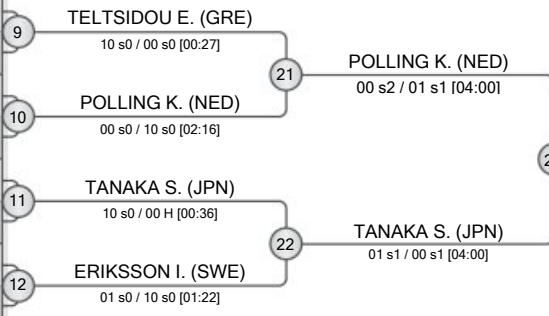 9
TELTSIDOU E. (GRE)
10 s0 / 00 s0 [00:27]
21
POLLING K. (NED)
00 s2 / 01 s1 [04:00]
10
POLLING K. (NED)
00 s0 / 10 s0 [02:16]
11
TANAKA S. (JPN)
10 s0 / 00 H [00:36]
22
TANAKA S. (JPN)
01 s1 / 00 s1 [04:00]
12
ERIKSSON I. (SWE)
01 s0 / 10 s0 [01:22]